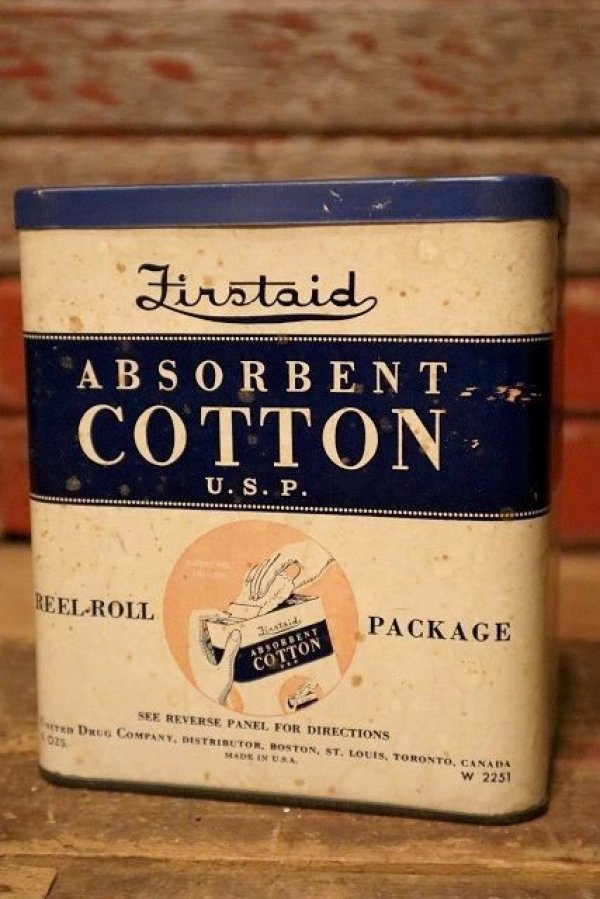 Firstaid
ABSORBENT
COTTON
U.S.P.
REEL-ROLL
PACKAGE
Firstaid
ABSORBENT
COTTON
U.S.P.
SEE REVERSE PANEL FOR DIRECTIONS
UNITED DRUG COMPANY, DISTRIBUTOR, BOSTON, ST. LOUIS, TORONTO, CANADA
OZS.
MADE IN U.S.A.
W 2251